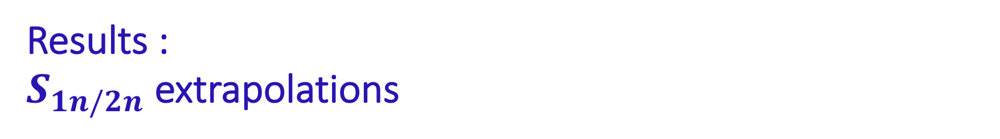 Results :
S₁ₙ/₂ₙ extrapolations